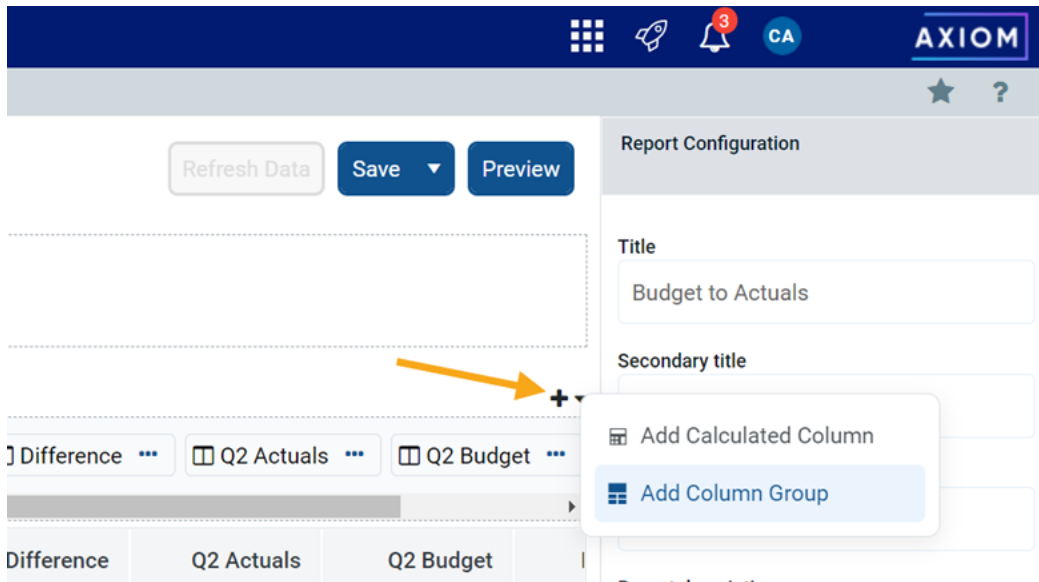 3
CA
AXIOM
?
Refresh Data
Save
Preview
Report Configuration
Title
Budget to Actuals
Secondary title
Add Calculated Column
Add Column Group
Difference
Q2 Actuals
Q2 Budget
Difference
Q2 Actuals
Q2 Budget